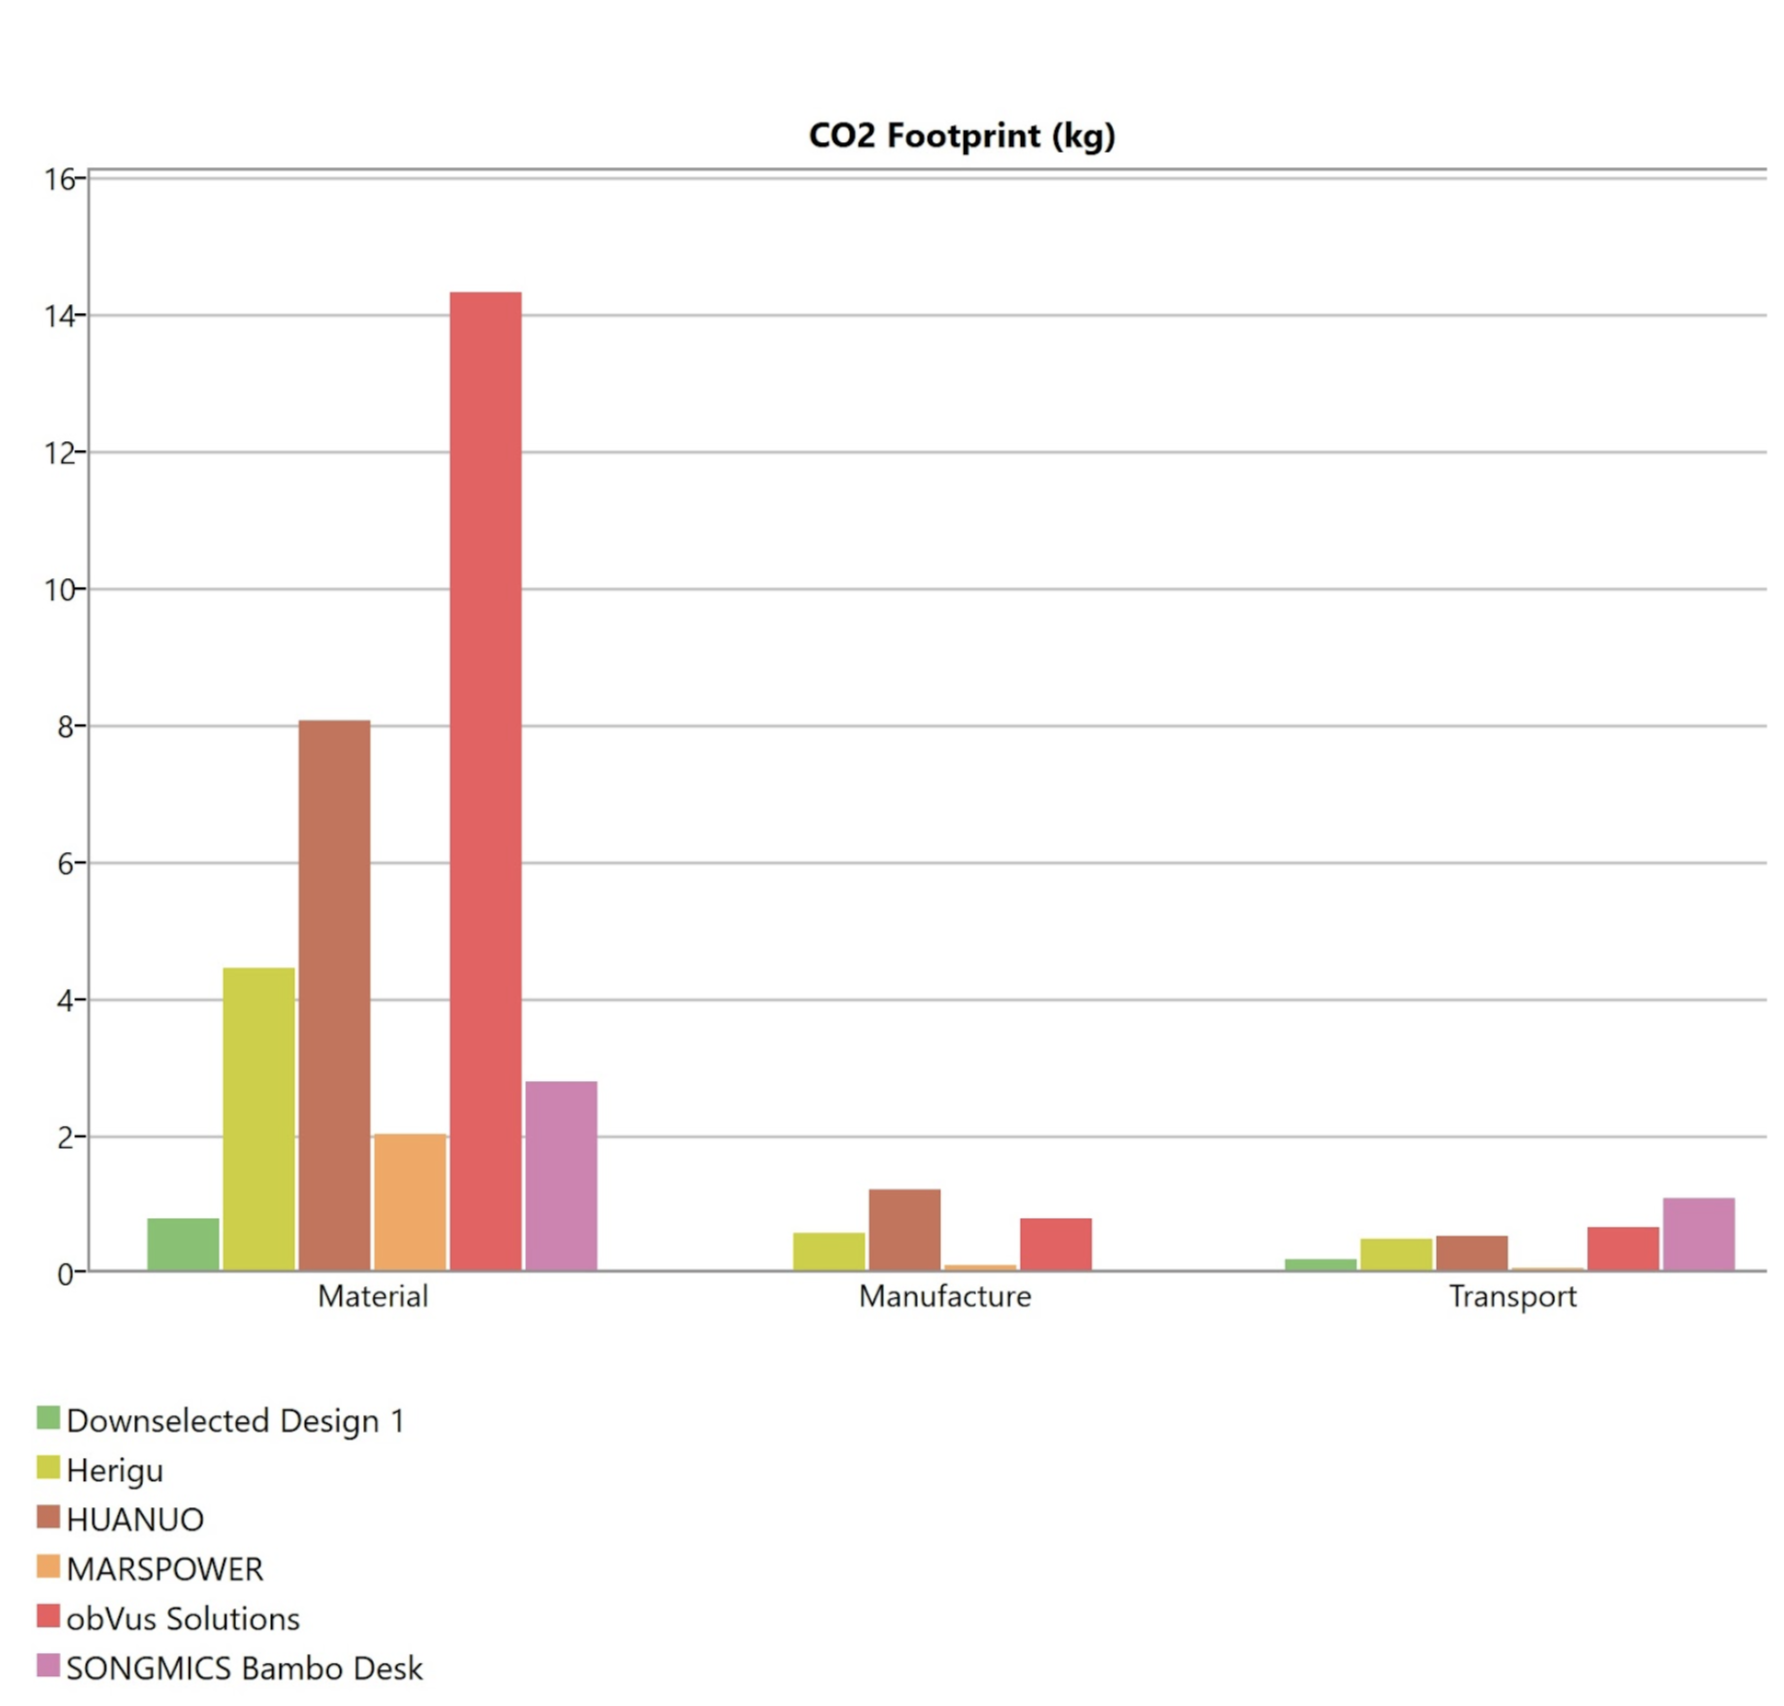 CO2 Footprint (kg)
16
14
12
10
8
6
4
2
0
Material Manufacture Transport
Downselected Design 1
Herigu
HUANUO
MARSPOWER
obVus Solutions
SONGMICS Bambo Desk